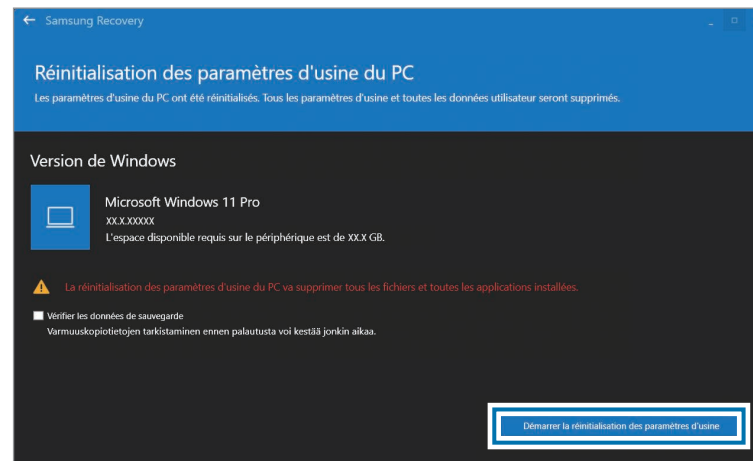 Samsung Recovery
Réinitialisation des paramètres d'usine du PC
Les paramètres d'usine du PC ont été réinitialisés. Tous les paramètres d'usine et toutes les données utilisateur seront supprimés.
Version de Windows
Microsoft Windows 11 Pro
XX.X.XXXXX
L'espace disponible requis sur le périphérique est de XX.X GB.
La réinitialisation des paramètres d'usine du PC va supprimer tous les fichiers et toutes les applications installées.
Vérifier les données de sauvegarde
Varmuuskopiotietojen tarkistaminen ennen palautusta voi kestää jonkin aikaa.
Démarrer la réinitialisation des paramètres d'usine